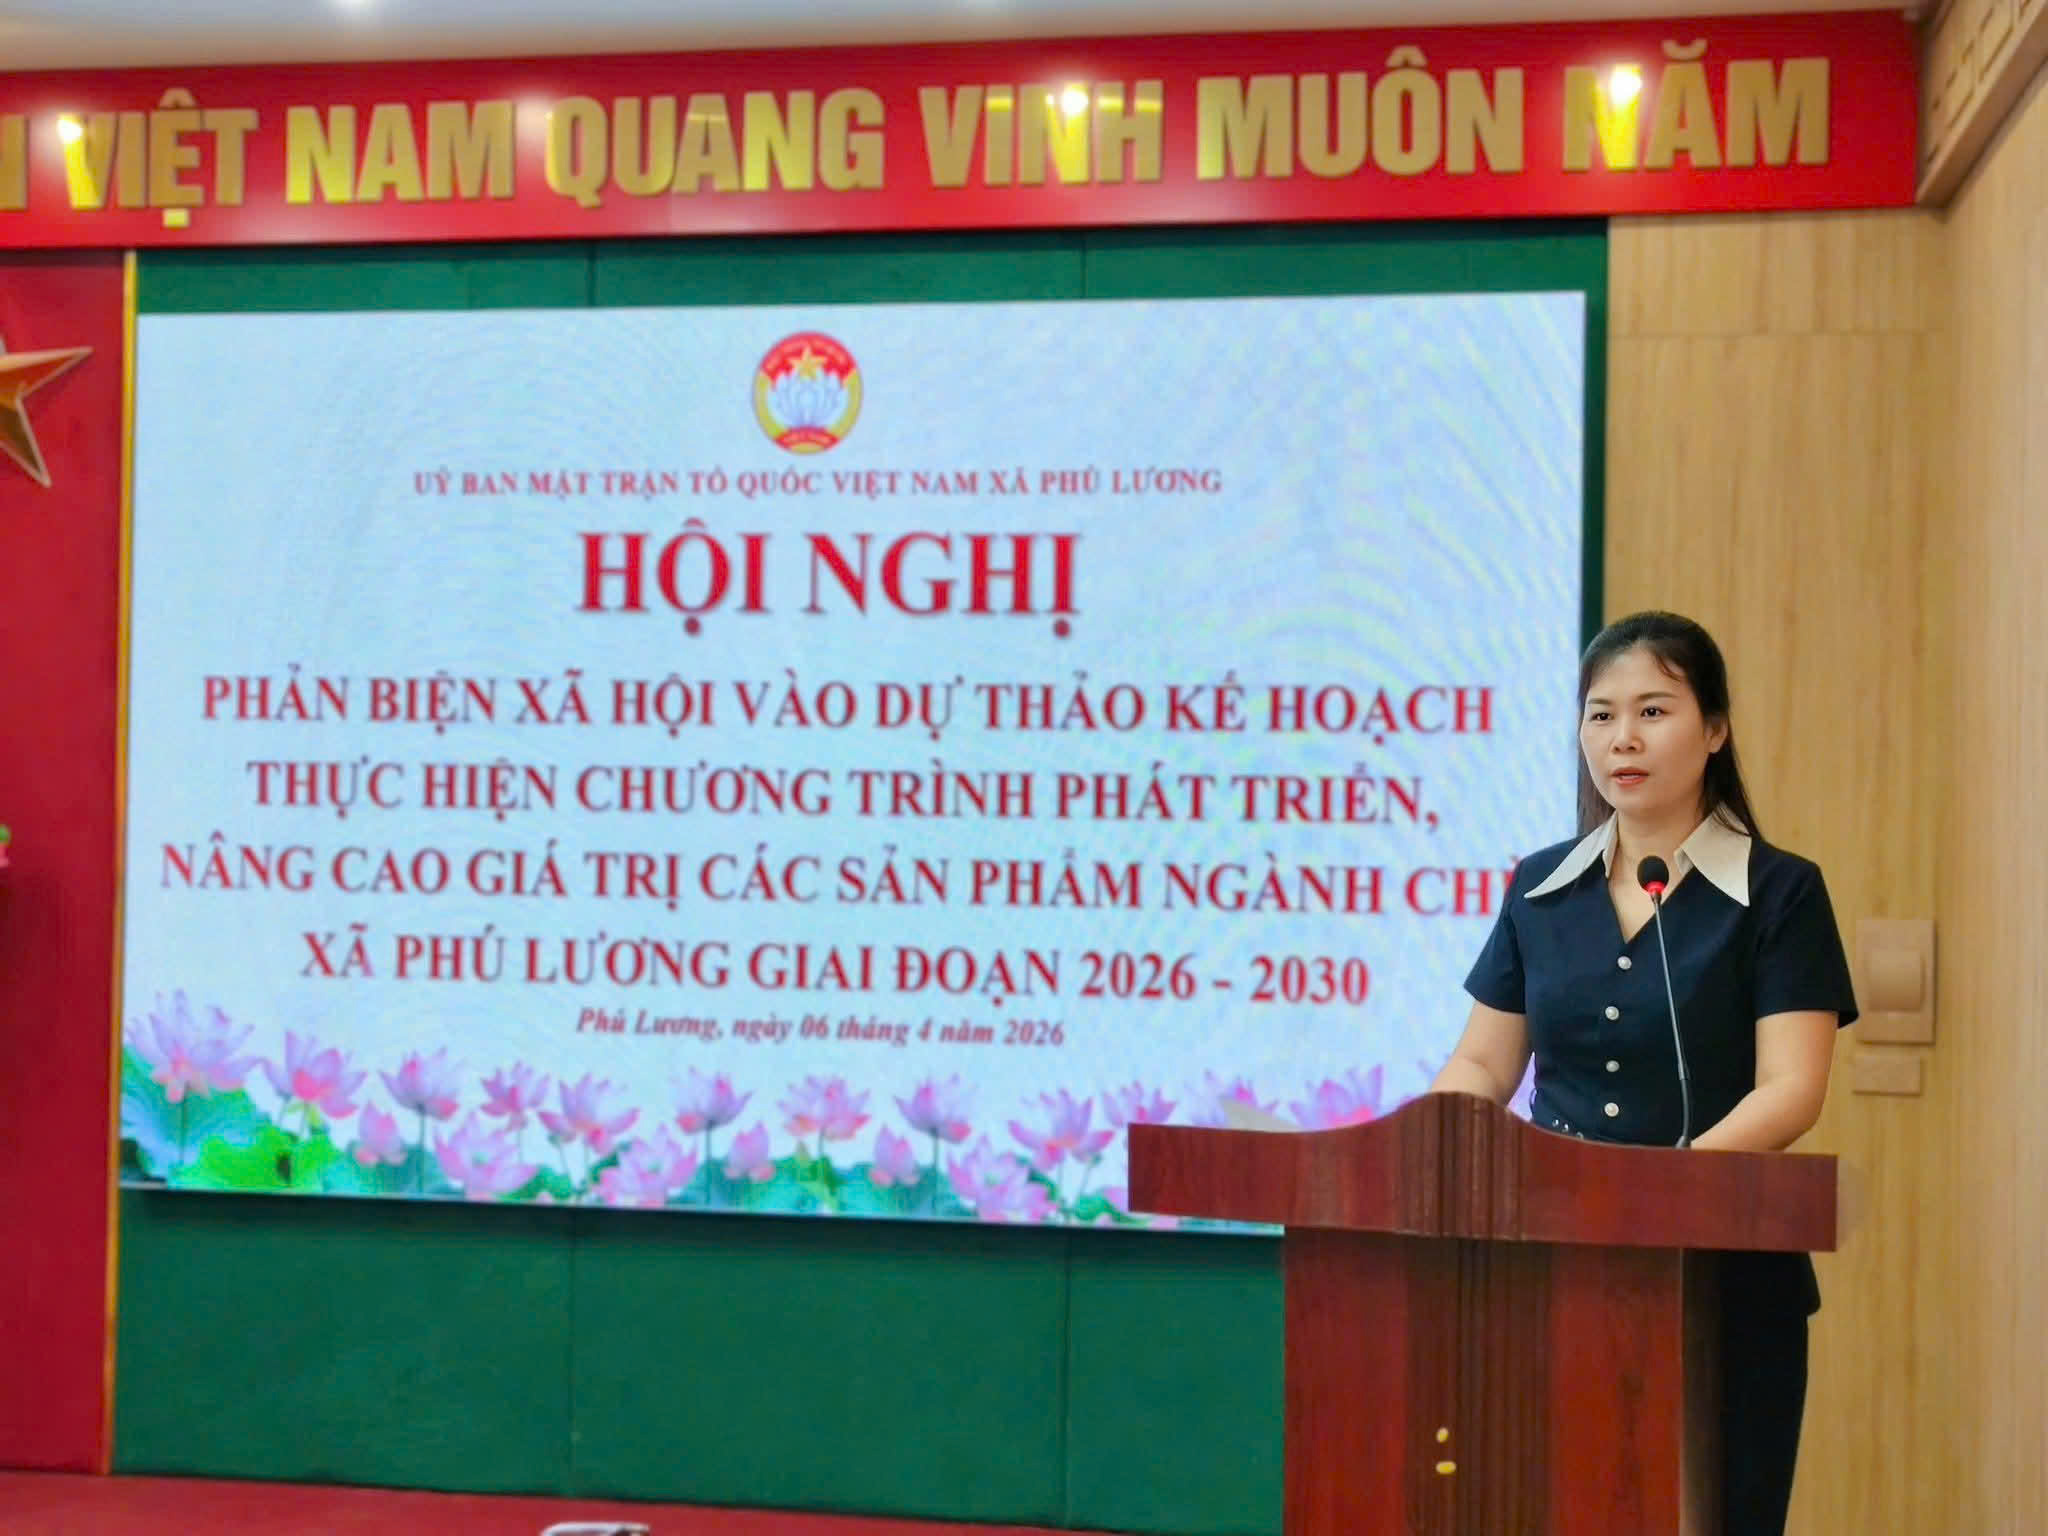 VIỆT NAM QUANG VINH MUÔN NĂM
UỶ BAN MẶT TRẬN TỔ QUỐC VIỆT NAM XÃ PHÚ LƯƠNG
HỘI NGHỊ
PHẢN BIỆN XÃ HỘI VÀO DỰ THẢO KẾ HOẠCH
THỰC HIỆN CHƯƠNG TRÌNH PHÁT TRIỂN,
NÂNG CAO GIÁ TRỊ CÁC SẢN PHẨM NGÀNH
XÃ PHÚ LƯƠNG GIAI ĐOẠN 2026 - 2030
Phú Lương, ngày 06 tháng 4 năm 2026